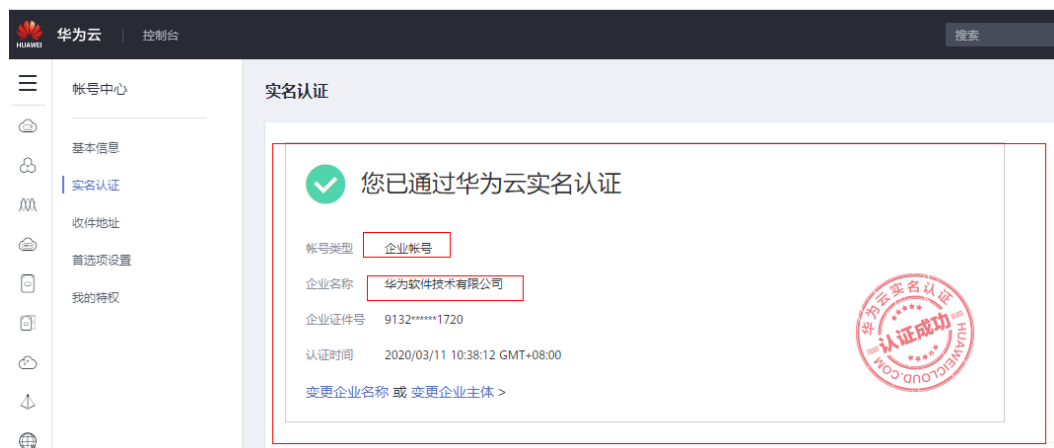 HUAWEI 华为云 控制台 搜索
帐号中心
实名认证
基本信息
实名认证
收件地址
首选项设置
我的特权
您已通过华为云实名认证
帐号类型 企业帐号
企业名称 华为软件技术有限公司
企业证件号 9132******1720
认证时间 2020/03/11 10:38:12 GMT+08:00
变更企业名称 或 变更企业主体 >
华为云实名认证
认证成功
HUAWEICLOUD.COM